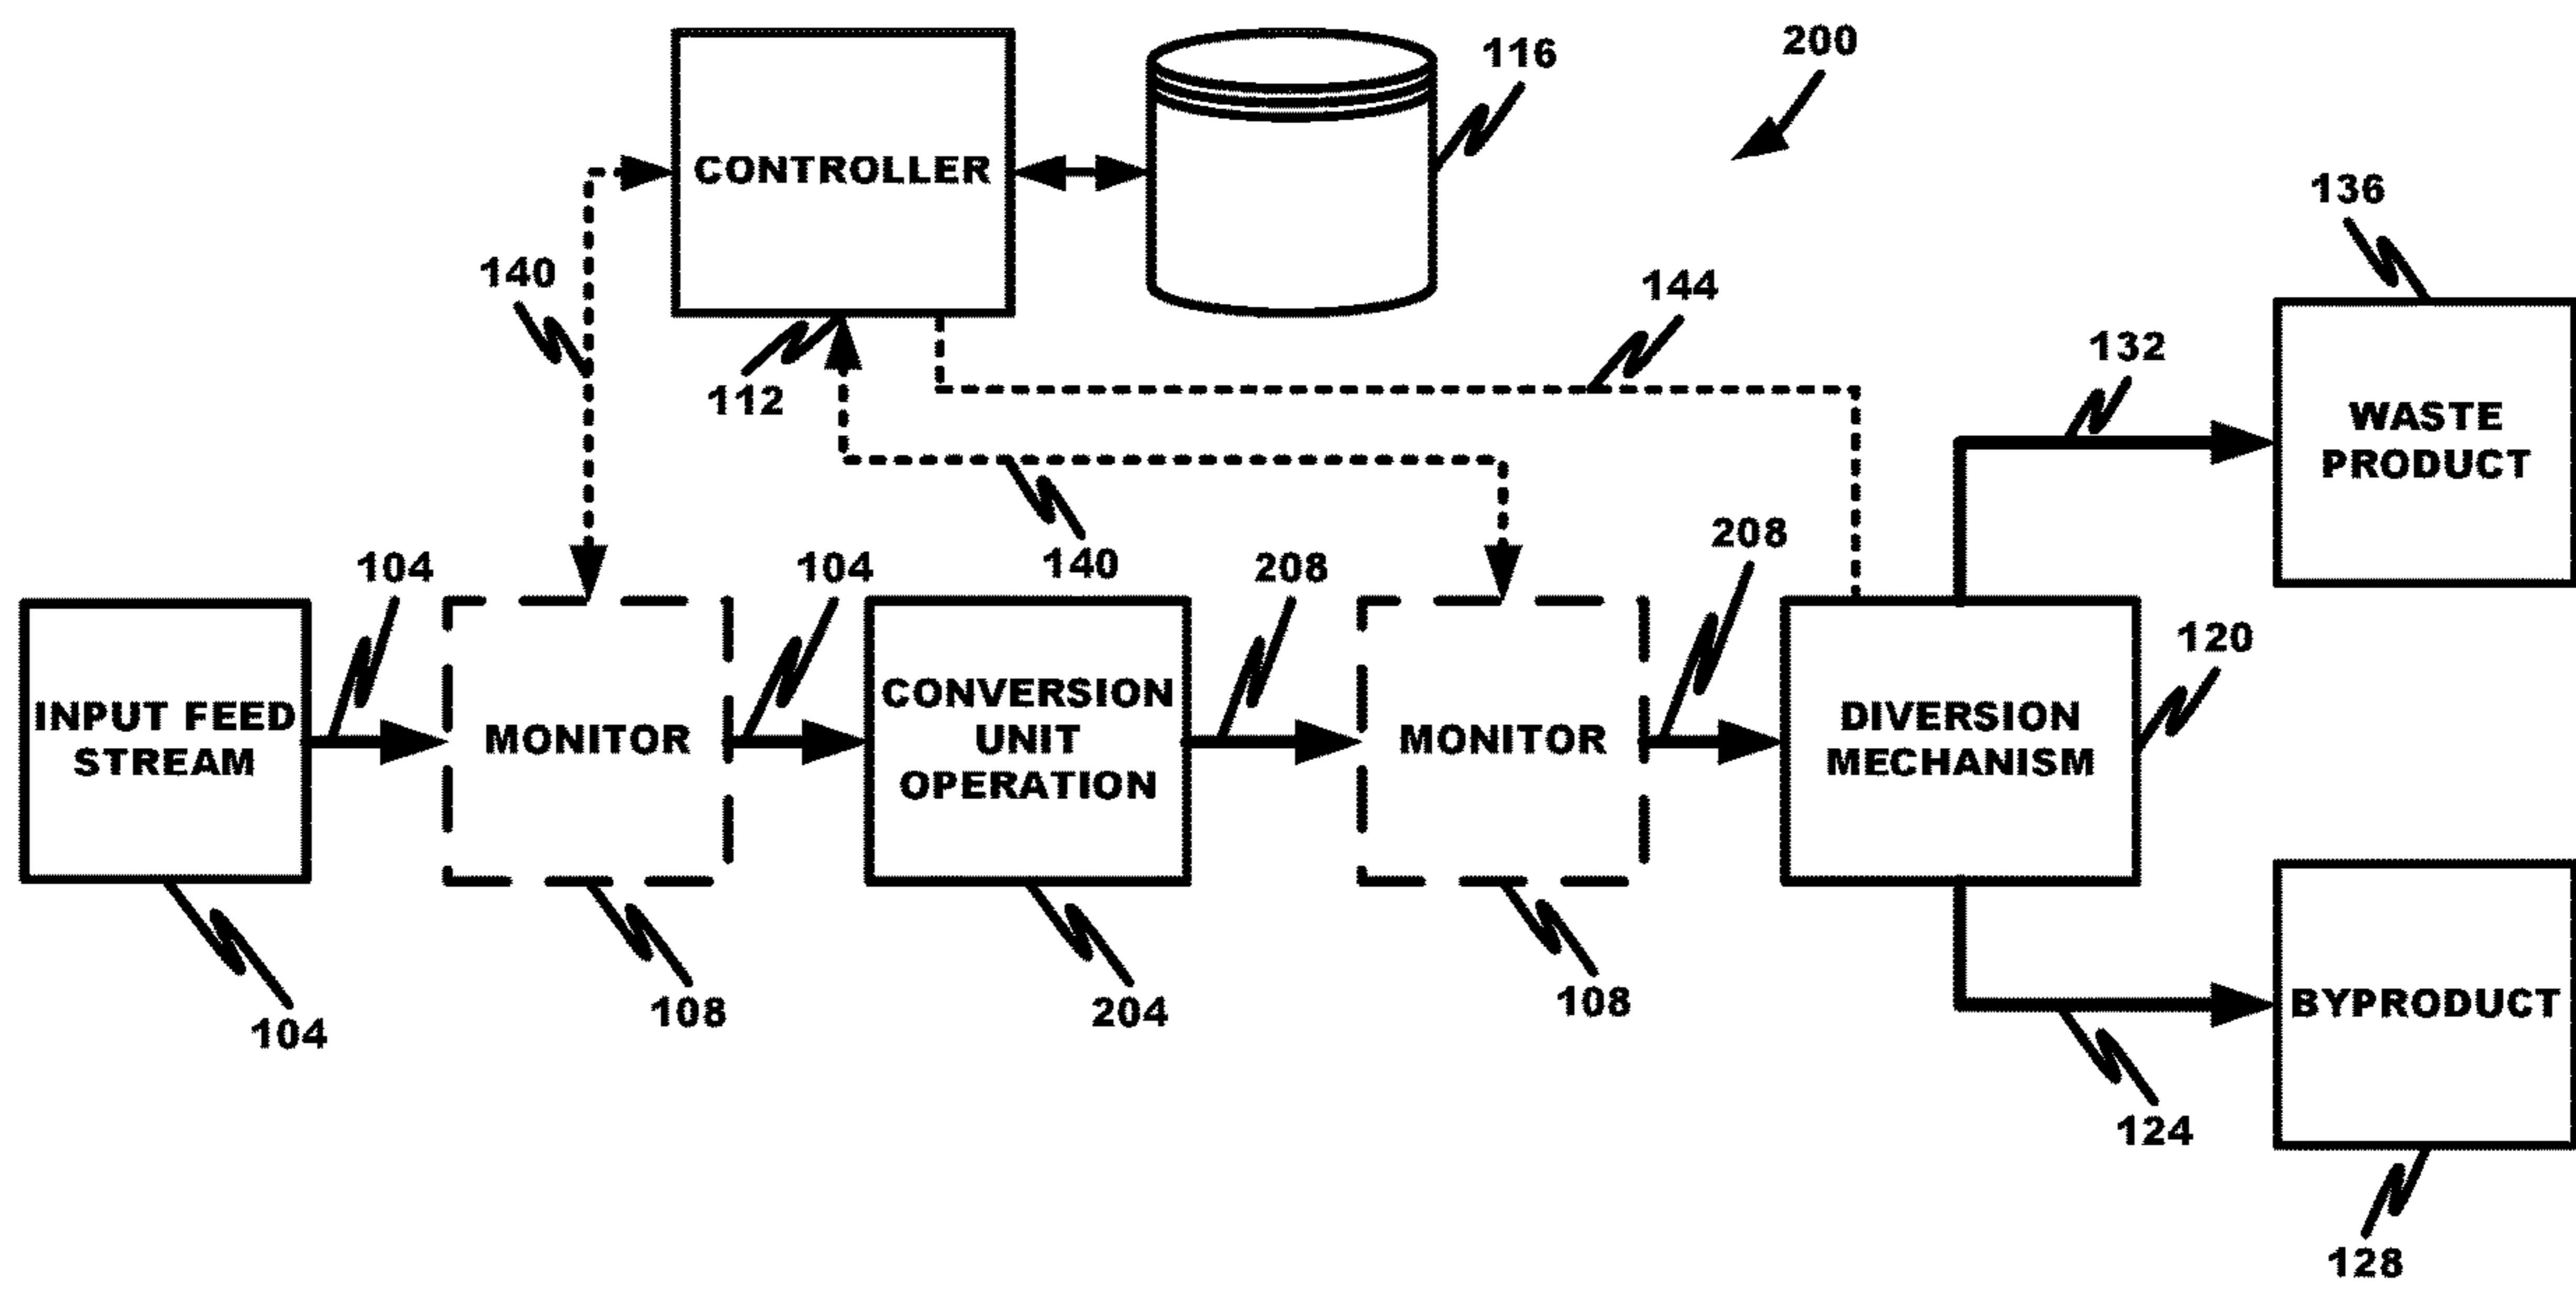 200
116
CONTROLLER
136
140
144
132
112
WASTE
PRODUCT
208
104
104
140
208
120
INPUT FEED
STREAM
MONITOR
CONVERSION
UNIT
OPERATION
MONITOR
DIVERSION
MECHANISM
BYPRODUCT
108
108
204
104
124
128